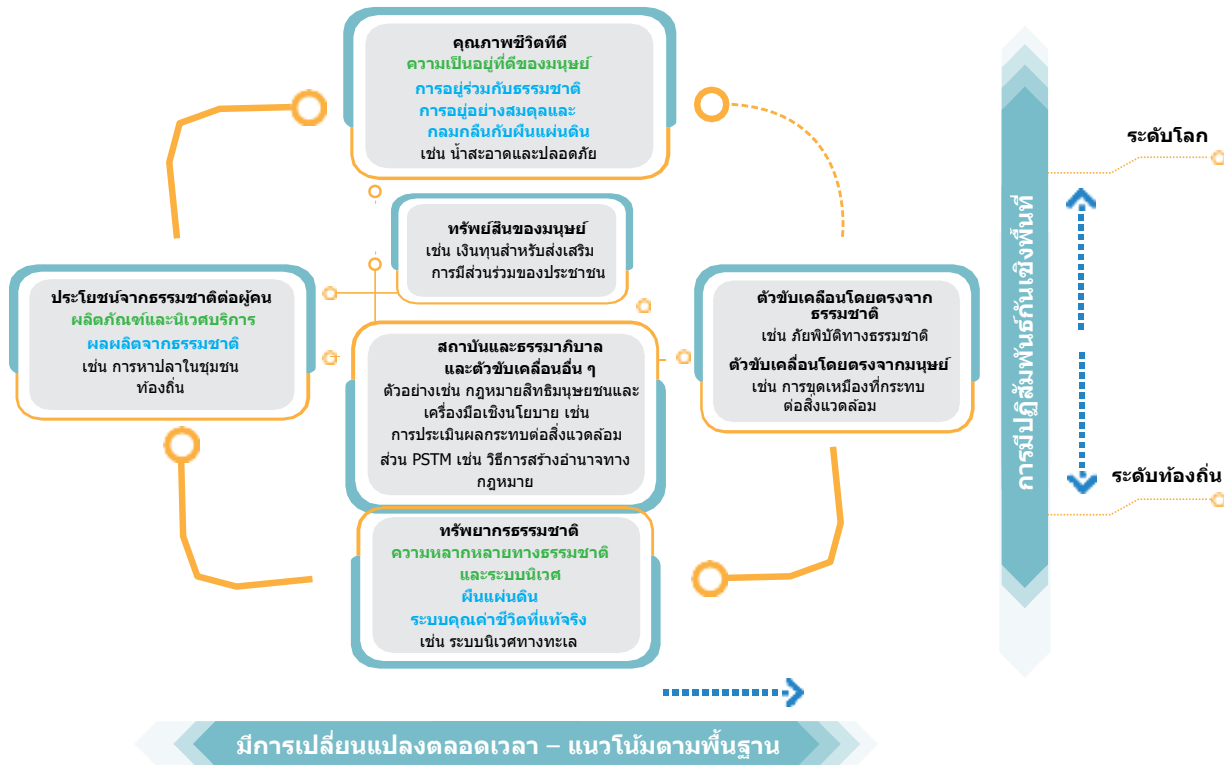 คุณภาพชีวิตที่ดี
ความเป็นอยู่ที่ดีของมนุษย์
การอยู่ร่วมกับธรรมชาติ
การอยู่อย่างสมดุลและ
กลมกลืนกับผืนแผ่นดิน
เช่น น้ำสะอาดและปลอดภัย
ทรัพย์สินของมนุษย์
เช่น เงินทุนสำหรับส่งเสริม
การมีส่วนร่วมของประชาชน
ประโยชน์จากธรรมชาติต่อผู้คน
ผลิตภัณฑ์และนิเวศบริการ
ผลผลิตจากธรรมชาติ
เช่น การหาปลาในชุมชน
ท้องถิ่น
สถาบันและธรรมาภิบาล
และตัวขับเคลื่อนอื่น ๆ
ตัวอย่างเช่น กฎหมายสิทธิมนุษยชนและ
เครื่องมือเชิงนโยบาย เช่น
การประเมินผลกระทบต่อสิ่งแวดล้อม
ส่วน PSTM เช่น วิธีการสร้างอำนาจทาง
กฎหมาย
ตัวขับเคลื่อนโดยตรงจาก
ธรรมชาติ
เช่น ภัยพิบัติทางธรรมชาติ
ตัวขับเคลื่อนโดยตรงจากมนุษย์
เช่น การขุดเหมืองที่กระทบ
ต่อสิ่งแวดล้อม
ทรัพยากรธรรมชาติ
ความหลากหลายทางธรรมชาติ
และระบบนิเวศ
ผืนแผ่นดิน
ระบบคุณค่าชีวิตที่แท้จริง
เช่น ระบบนิเวศทางทะเล
การมีปฏิสัมพันธ์กันเชิงพื้นที่
ระดับโลก
ระดับท้องถิ่น
มีการเปลี่ยนแปลงตลอดเวลา – แนวโน้มตามพื้นฐาน